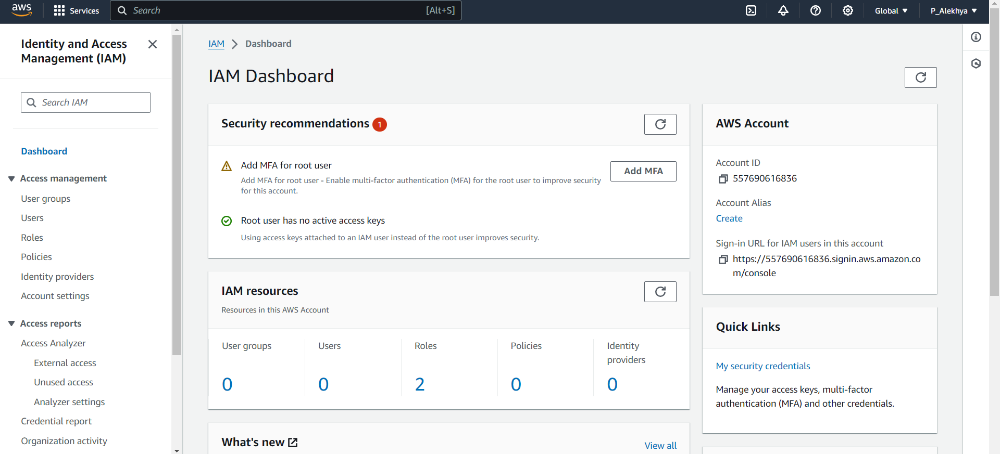 aws
Services
Search
[Alt+S]
Global
P_Alekhya
Identity and Access
Management (IAM)
Search IAM
Dashboard
Access management
User groups
Users
Roles
Policies
Identity providers
Account settings
Access reports
Access Analyzer
External access
Unused access
Analyzer settings
Credential report
Organization activity
IAM
Dashboard
IAM Dashboard
Security recommendations 1
Add MFA for root user
Add MFA for root user - Enable multi-factor authentication (MFA) for the root user to improve security
for this account.
Add MFA
Root user has no active access keys
Using access keys attached to an IAM user instead of the root user improves security.
IAM resources
Resources in this AWS Account
User groups
0
Users
0
Roles
2
Policies
0
Identity
providers
0
What's new
View all
AWS Account
Account ID
557690616836
Account Alias
Create
Sign-in URL for IAM users in this account
https://557690616836.signin.aws.amazon.co
m/console
Quick Links
My security credentials
Manage your access keys, multi-factor
authentication (MFA) and other credentials.